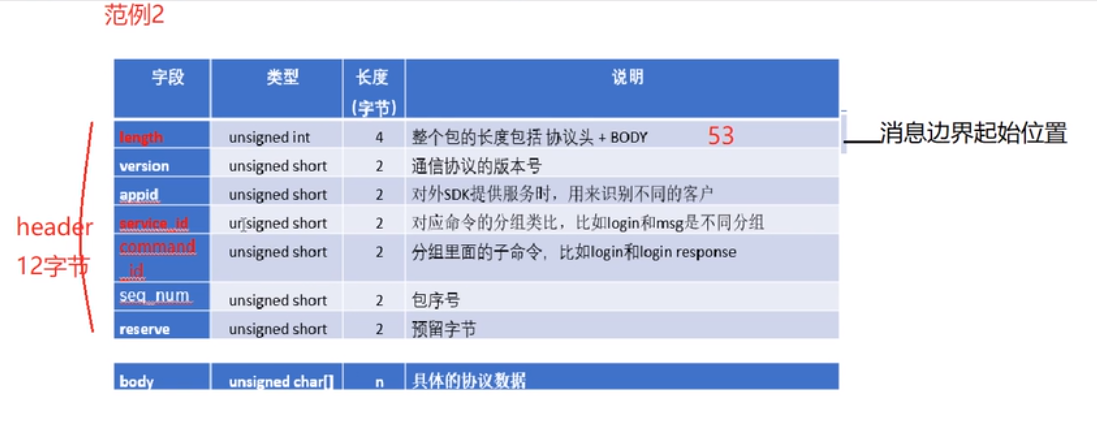 范例2
字段 类型 长度 说明
(字节)
length unsigned int 4 整个包的长度包括 协议头 + BODY 53
消息边界起始位置
version unsigned short 2 通信协议的版本号
appid unsigned short 2 对外SDK提供服务时，用来识别不同的客户
service_id unsigned short 2 对应命令的分组类比，比如login和msg是不同分组
header
12字节
command unsigned short 2 分组里面的子命令，比如login和login response
_id
seq_num unsigned short 2 包序号
reserve unsigned short 2 预留字节
body unsigned char[] n 具体的协议数据